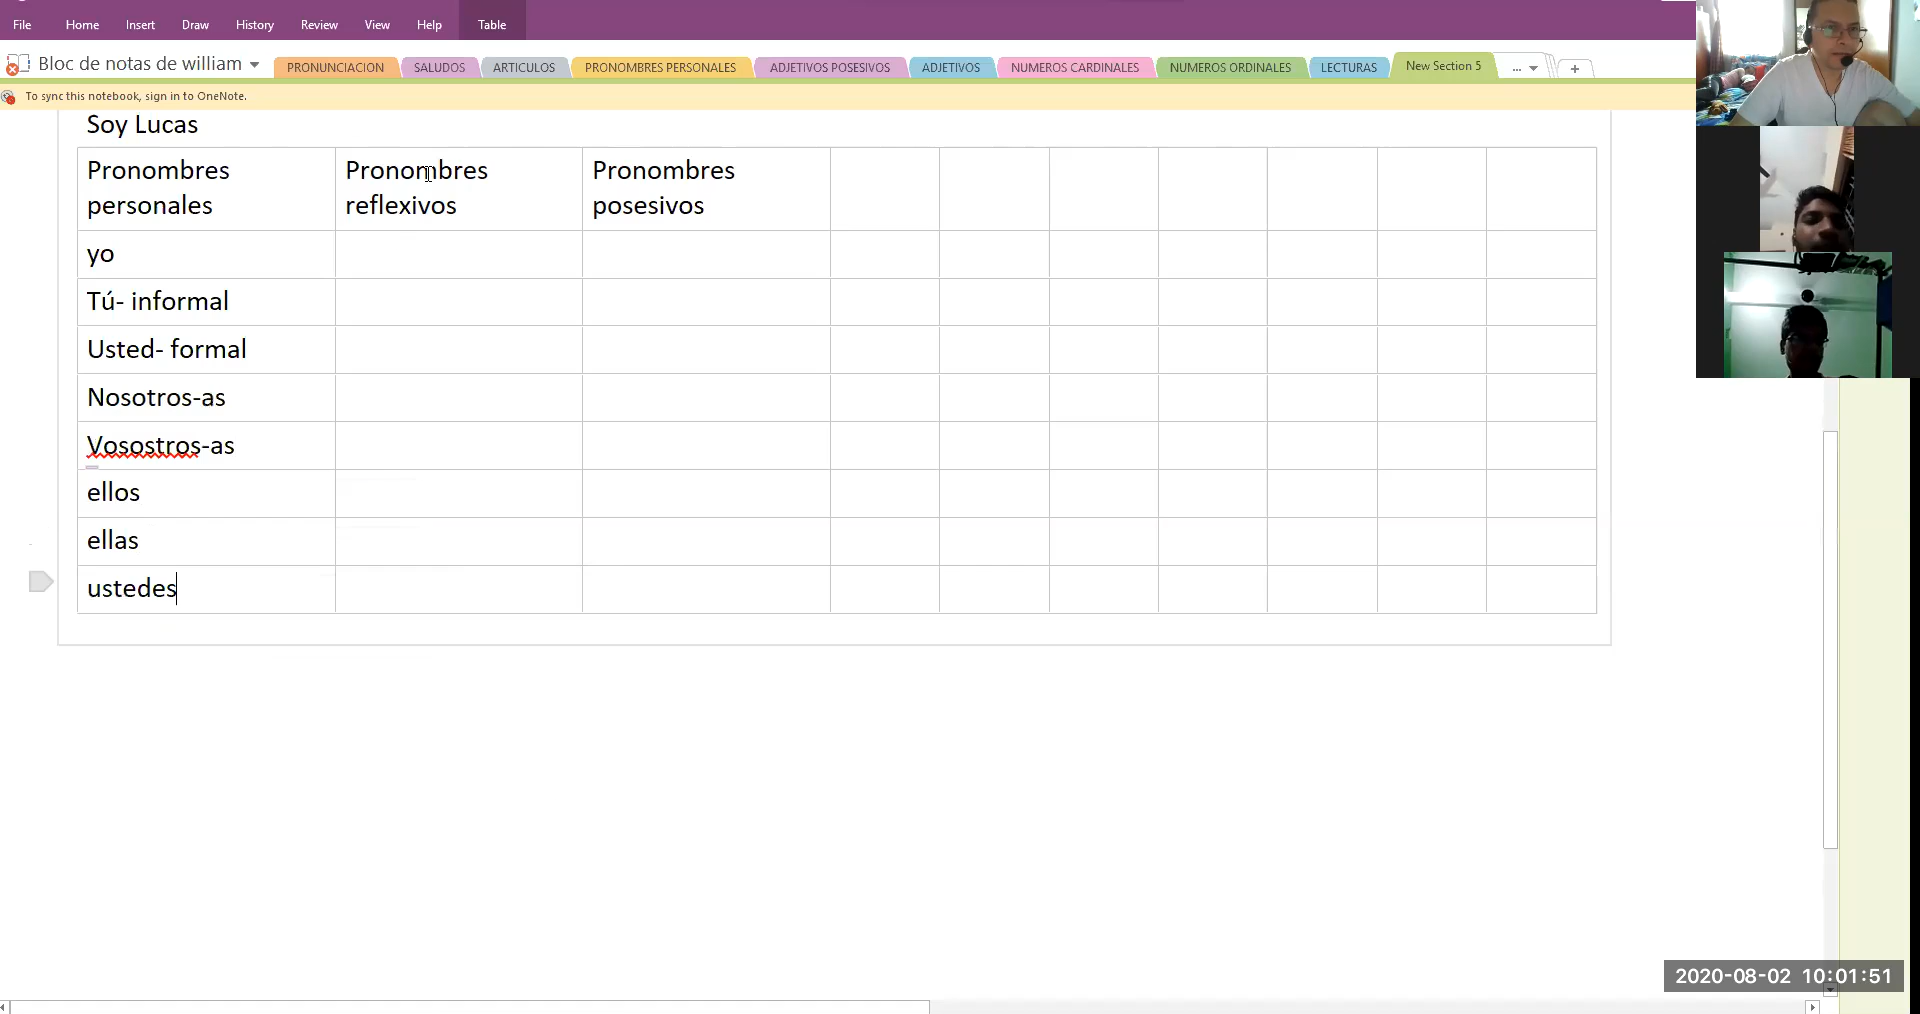 File Home Insert Draw History Review View Help Table
Bloc de notas de william PRONUNCIACION SALUDOS ARTICULOS PRONOMBRES PERSONALES ADJETIVOS POSESIVOS ADJETIVOS NUMEROS CARDINALES NUMEROS ORDINALES LECTURAS New Section 5 ... +
To sync this notebook, sign in to OneNote.
Soy Lucas
Pronombres personales
Pronombres reflexivos
Pronombres posesivos
yo
Tú- informal
Usted- formal
Nosotros-as
Vosostros-as
ellos
ellas
ustedes
2020-08-02 10:01:51